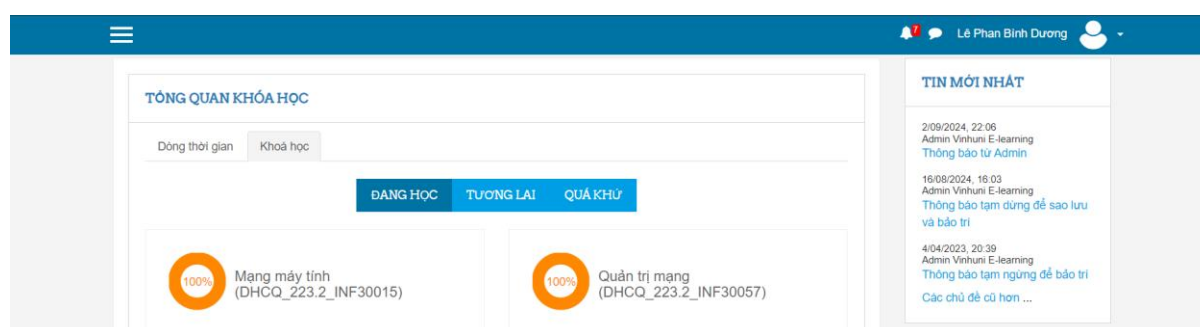 7
Lê Phan Bình Dương
TỔNG QUAN KHÓA HỌC
Dòng thời gian
Khoá học
ĐANG HỌC
TƯƠNG LAI
QUÁ KHỨ
100%
Mạng máy tính
(DHCQ_223.2_INF30015)
100%
Quản trị mạng
(DHCQ_223.2_INF30057)
TIN MỚI NHẤT
2/09/2024, 22:06
Admin Vinhuni E-learning
Thông báo từ Admin
16/08/2024, 16:03
Admin Vinhuni E-learning
Thông báo tạm dừng để sao lưu
và bảo trì
4/04/2023, 20:39
Admin Vinhuni E-learning
Thông báo tạm ngừng để bảo trì
Các chủ đề cũ hơn ...